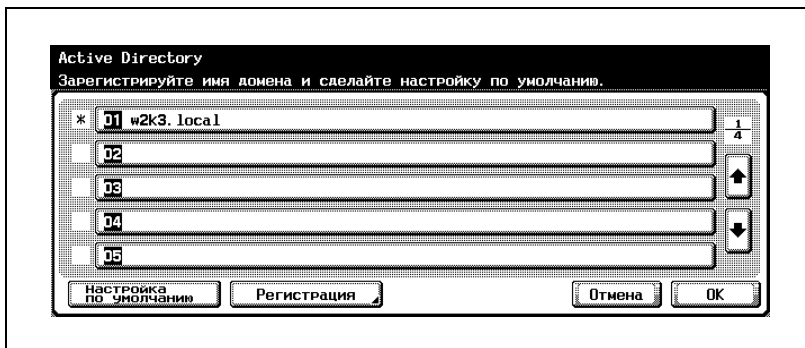 Active Directory
Зарегистрируйте имя домена и сделайте настройку по умолчанию.
* 01 w2k3.local
1/4
02
03
04
05
Настройка
по умолчанию
Регистрация
Отмена
OK